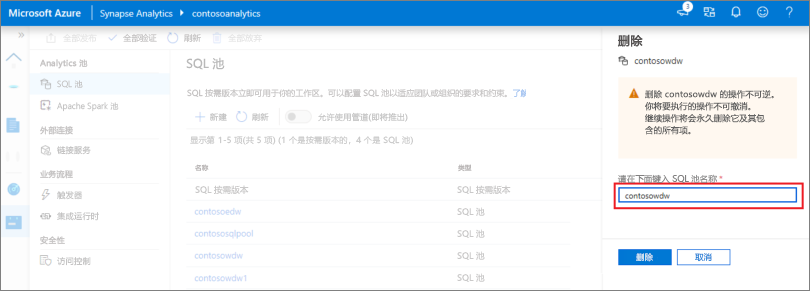 Microsoft Azure
Synapse Analytics
contosoanalytics
3
全部发布
全部验证
刷新
全部放弃
Analytics 池
SQL 池
Apache Spark 池
外部连接
链接服务
业务流程
触发器
集成运行时
安全性
访问控制
SQL 池
SQL 按需版本立即可用于你的工作区。可以配置 SQL 池以适应团队或组织的要求和约束。了解
新建
刷新
允许使用管道(即将推出)
显示第 1-5 项(共 5 项) (1 个是按需版本的，4 个是 SQL 池)
名称
类型
SQL 按需版本
SQL 按需版本
contosoedw
SQL 池
contososqlpool
SQL 池
contosowdw
SQL 池
contosowdw1
SQL 池
删除
contosowdw
删除 contosowdw 的操作不可逆。
你将要执行的操作不可撤消。
继续操作将会永久删除它及其包
含的所有项。
请在下面键入 SQL 池名称 *
contosowdw
删除
取消